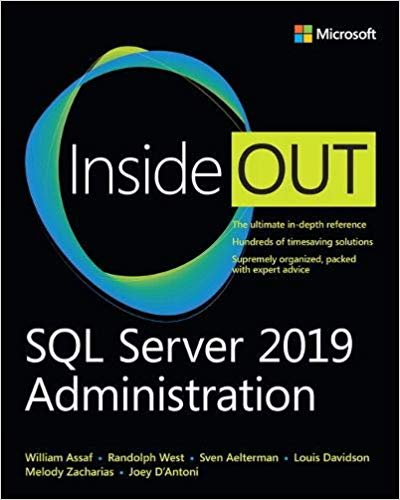 Microsoft
Inside OUT
The ultimate in-depth reference
Hundreds of timesaving solutions
Supremely organized, packed
with expert advice
SQL Server 2019
Administration
William Assaf • Randolph West • Sven Aelterman • Louis Davidson
Melody Zacharias • Joey D'Antoni